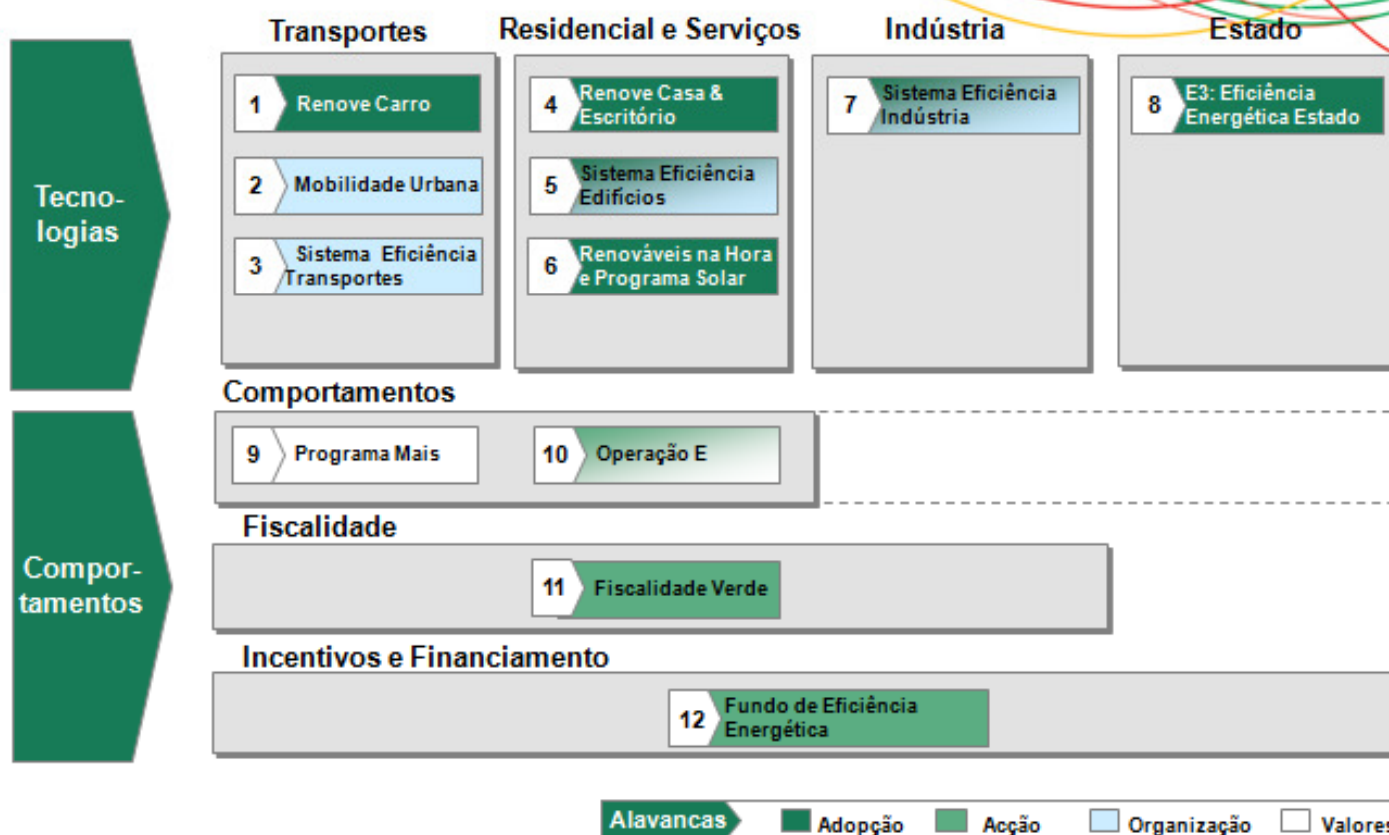 Transportes
Residencial e Serviços
Indústria
Estado
Tecno-
logias
1
Renove Carro
2
Mobilidade Urbana
3
Sistema Eficiência
Transportes
4
Renove Casa &
Escritório
5
Sistema Eficiência
Edifícios
6
Renováveis na Hora
e Programa Solar
7
Sistema Eficiência
Indústria
8
E3: Eficiência
Energética Estado
Compor-
tamentos
Comportamentos
9
Programa Mais
10
Operação E
Fiscalidade
11
Fiscalidade Verde
Incentivos e Financiamento
12
Fundo de Eficiência
Energética
Alavancas
Adopção
Acção
Organização
Valores